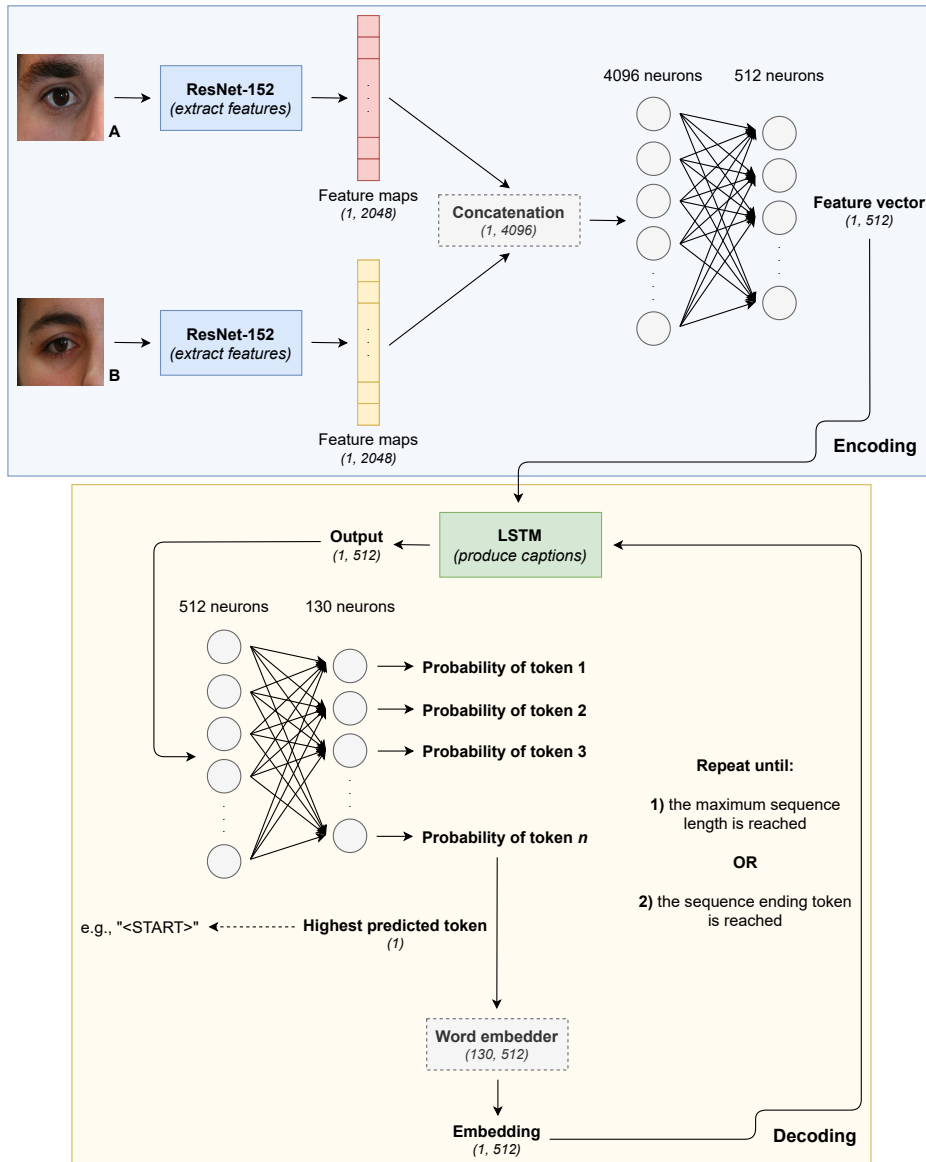 ResNet-152
(extract features)
A
Feature maps
(1, 2048)
4096 neurons
512 neurons
Concatenation
(1, 4096)
Feature vector
(1, 512)
ResNet-152
(extract features)
B
Feature maps
(1, 2048)
Encoding
LSTM
(produce captions)
Output
(1, 512)
512 neurons
130 neurons
Probability of token 1
Probability of token 2
Probability of token 3
Probability of token n
Repeat until:
1) the maximum sequence
length is reached
OR
2) the sequence ending token
is reached
e.g., "<START>"
Highest predicted token
(1)
Word embedder
(130, 512)
Embedding
(1, 512)
Decoding